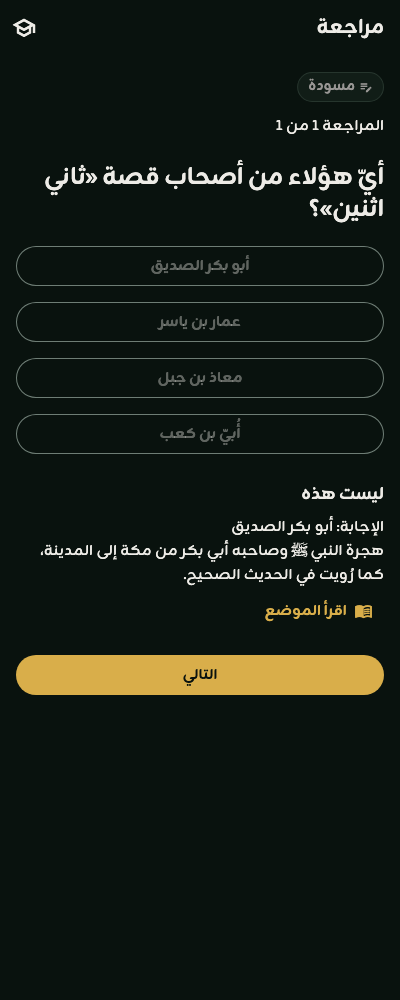 مراجعة
مسودة
المراجعة 1 من 1
أيّ هؤلاء من أصحاب قصة «ثاني
اثنين»؟
أبو بكر الصديق
عمار بن ياسر
معاذ بن جبل
أُبيّ بن كعب
ليست هذه
الإجابة: أبو بكر الصديق
هجرة النبي ﷺ وصاحبه أبي بكر من مكة إلى المدينة،
كما رُويت في الحديث الصحيح.
اقرأ الموضع
التالي